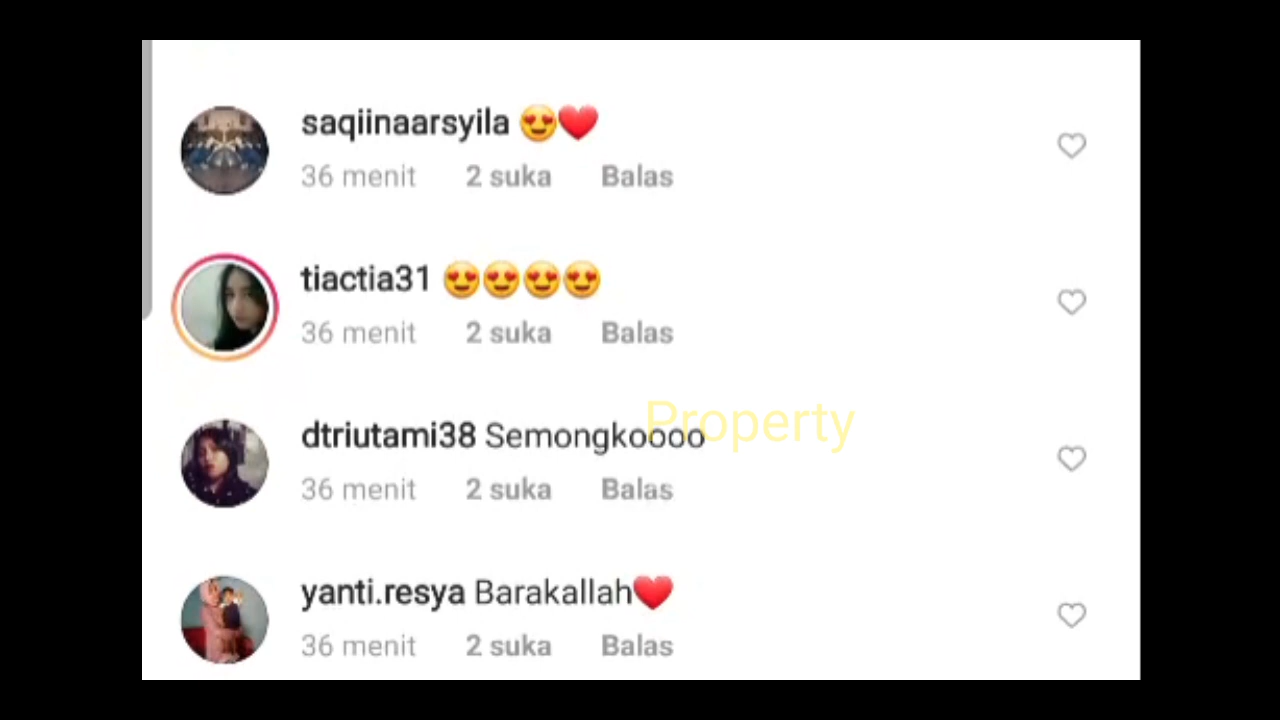 saqiinaarsyila 😍❤️
36 menit 2 suka Balas
tiactia31 😍😍😍😍
36 menit 2 suka Balas
dtriutami38 Semongkoooo
Property
36 menit 2 suka Balas
yanti.resya Barakallah❤️
36 menit 2 suka Balas